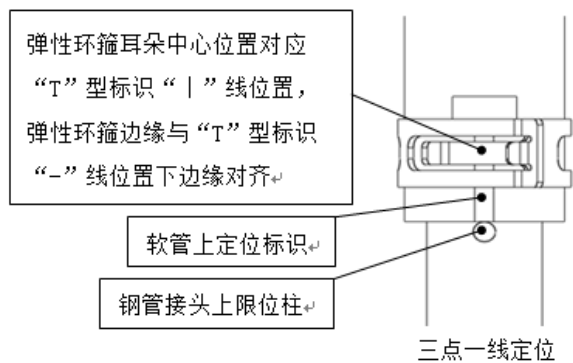 弹性环箍耳朵中心位置对应
“T”型标识“|”线位置，
弹性环箍边缘与“T”型标识
“-”线位置下边缘对齐↵
软管上定位标识↵
钢管接头上限位柱↵
三点一线定位